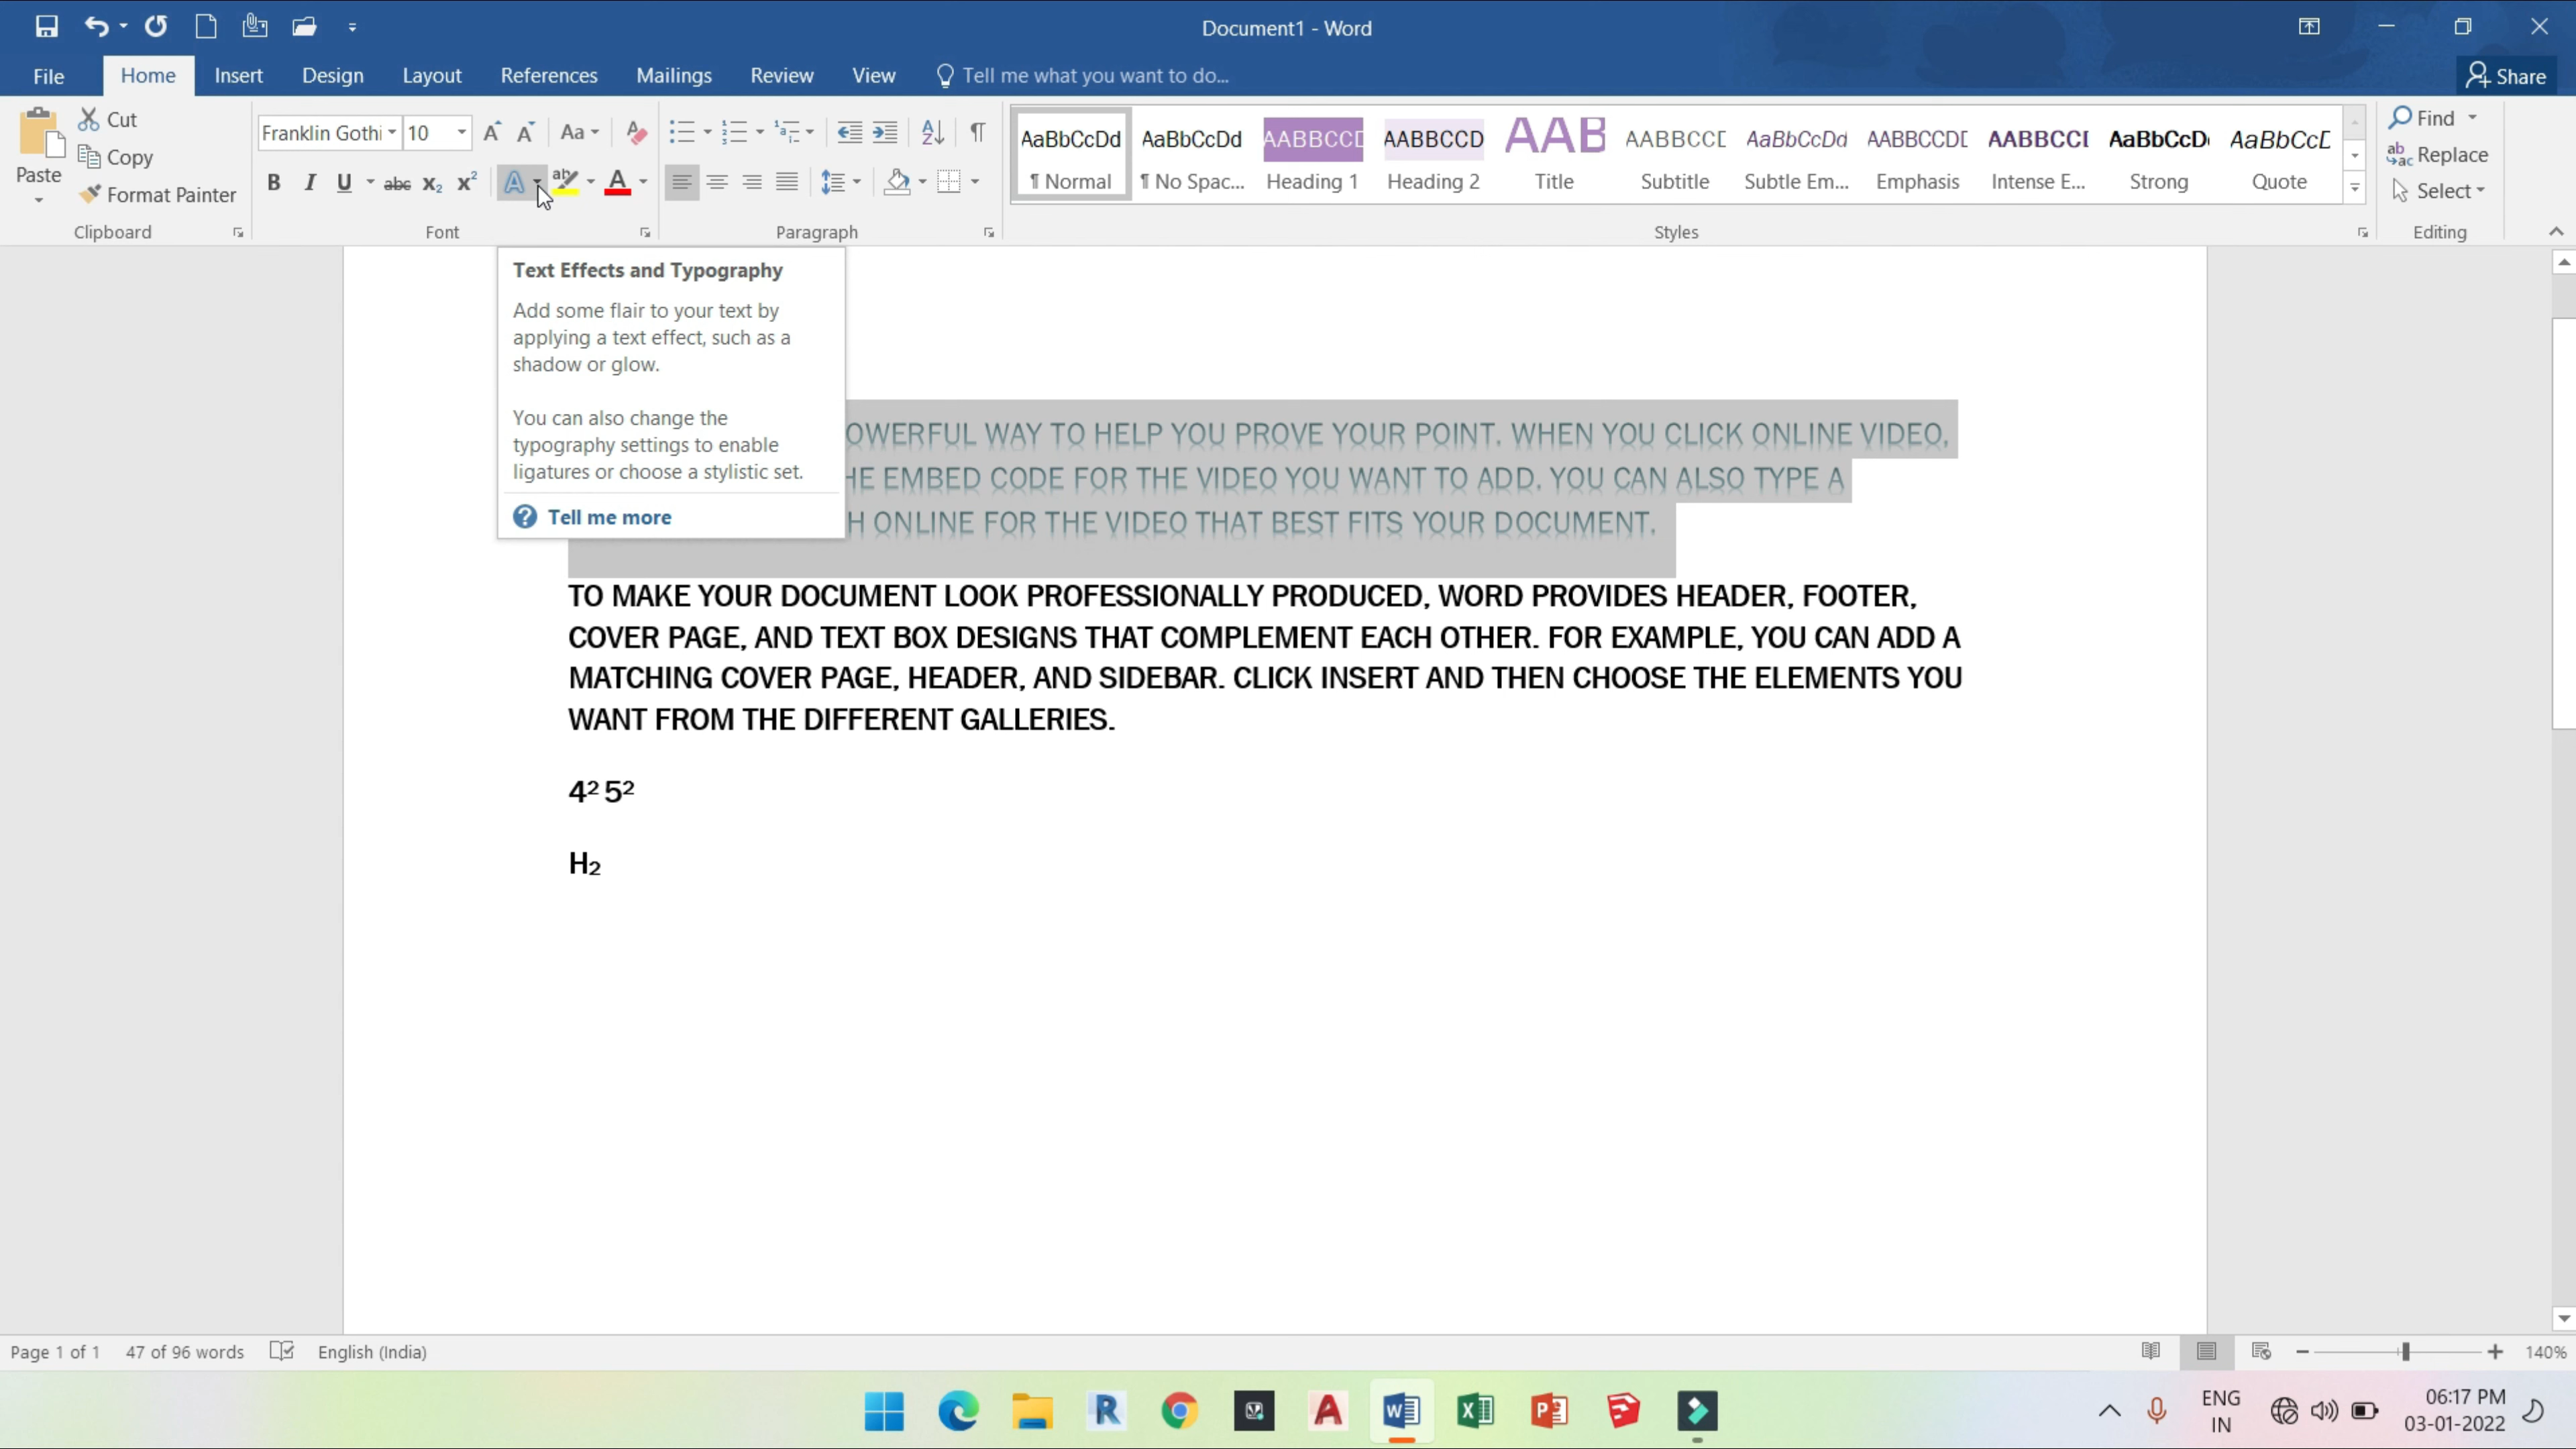 Document1 - Word
File Home Insert Design Layout References Mailings Review View Tell me what you want to do... Share
Paste Cut
Copy
Format Painter
Clipboard
Franklin Gothi 10 Aa
B I U abc X₂ X² A ab A
Font
Paragraph
AaBbCcDd AaBbCcDd AABBCCD AABBCCD AAB AABBCCD AaBbCcDd AABBCCDD AABBCCD AaBbCcD AaBbCcD
¶ Normal ¶ No Spac... Heading 1 Heading 2 Title Subtitle Subtle Em... Emphasis Intense E... Strong Quote
Styles
Find
Replace
Select
Editing
Text Effects and Typography
Add some flair to your text by
applying a text effect, such as a
shadow or glow.
You can also change the
typography settings to enable
ligatures or choose a stylistic set.
Tell me more
OWERFUL WAY TO HELP YOU PROVE YOUR POINT. WHEN YOU CLICK ONLINE VIDEO,
HE EMBED CODE FOR THE VIDEO YOU WANT TO ADD. YOU CAN ALSO TYPE A
H ONLINE FOR THE VIDEO THAT BEST FITS YOUR DOCUMENT.
TO MAKE YOUR DOCUMENT LOOK PROFESSIONALLY PRODUCED, WORD PROVIDES HEADER, FOOTER,
COVER PAGE, AND TEXT BOX DESIGNS THAT COMPLEMENT EACH OTHER. FOR EXAMPLE, YOU CAN ADD A
MATCHING COVER PAGE, HEADER, AND SIDEBAR. CLICK INSERT AND THEN CHOOSE THE ELEMENTS YOU
WANT FROM THE DIFFERENT GALLERIES.
4² 5²
H₂
Page 1 of 1 47 of 96 words English (India) 140%
ENG
IN
06:17 PM
03-01-2022